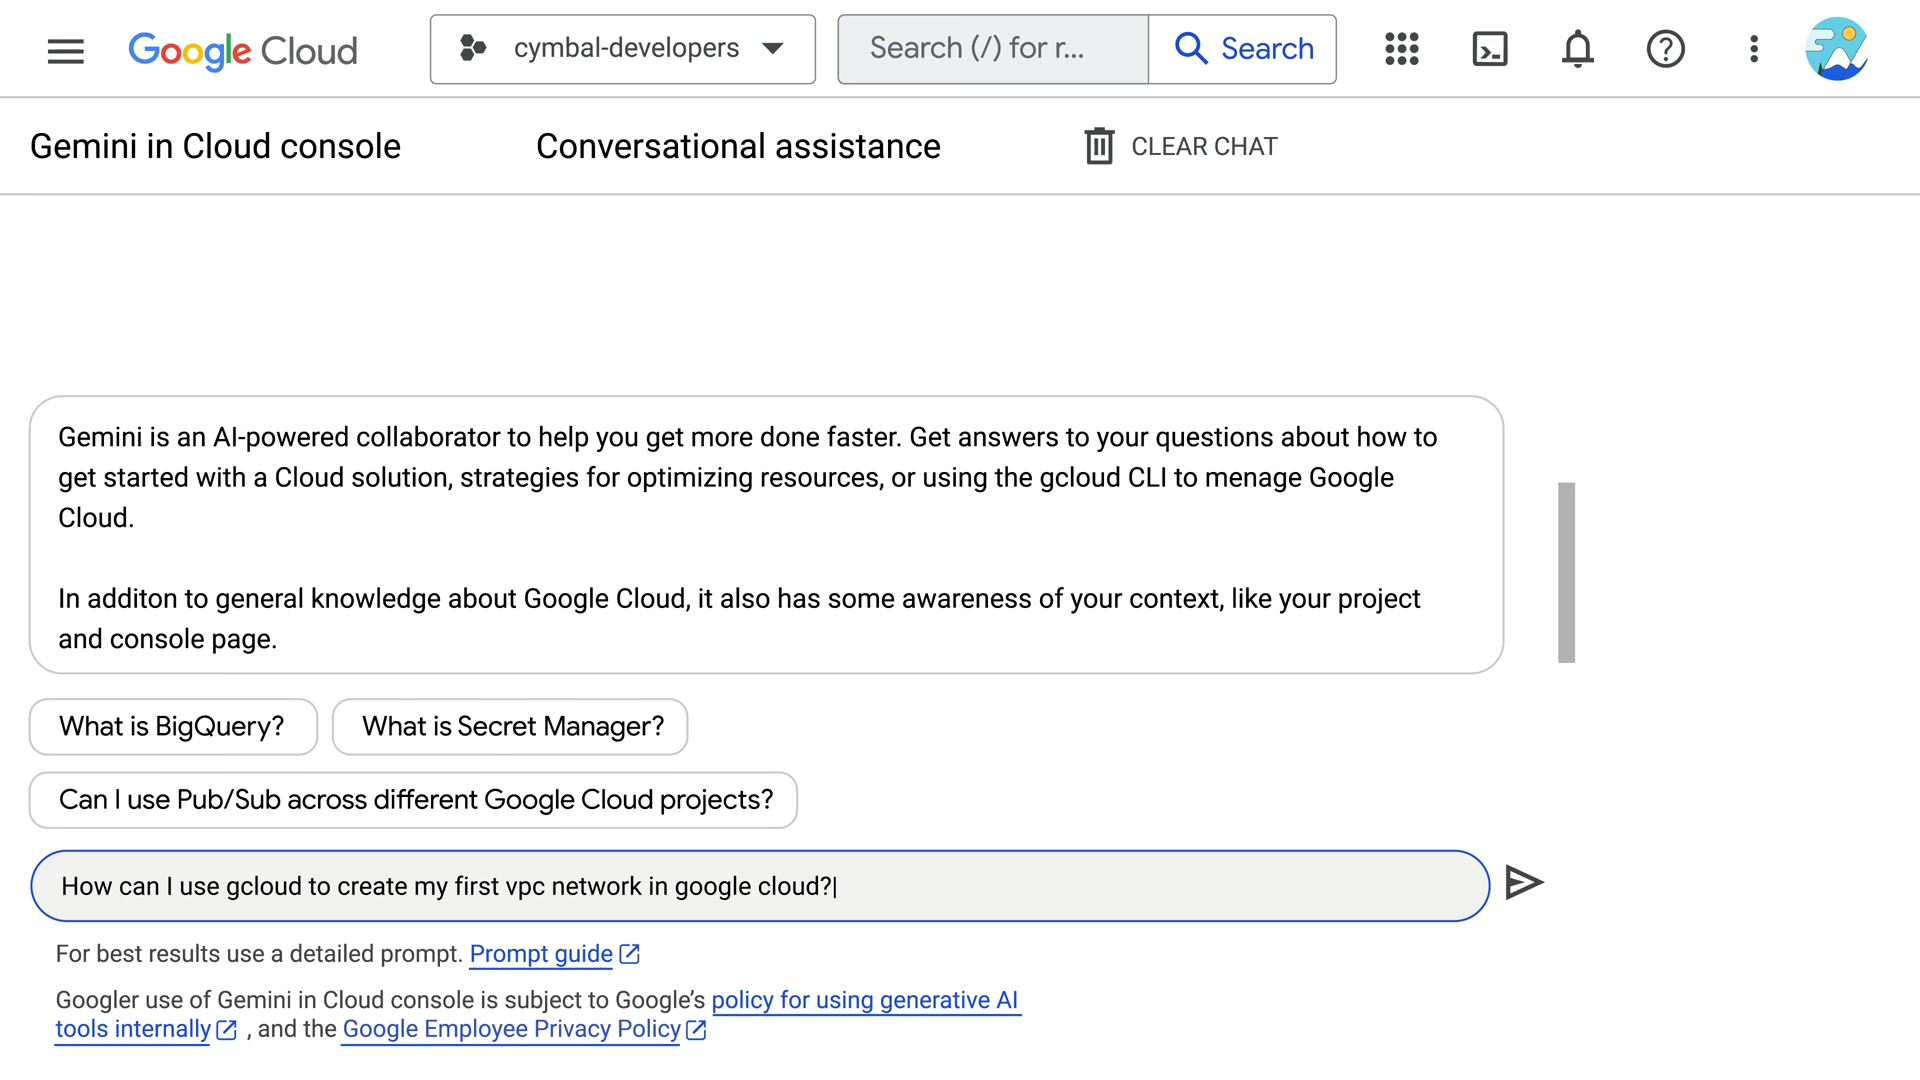 Google Cloud
cymbal-developers
Search (/) for r...
Search
Gemini in Cloud console
Conversational assistance
CLEAR CHAT
Gemini is an AI-powered collaborator to help you get more done faster. Get answers to your questions about how to
get started with a Cloud solution, strategies for optimizing resources, or using the gcloud CLI to menage Google
Cloud.
In additon to general knowledge about Google Cloud, it also has some awareness of your context, like your project
and console page.
What is BigQuery?
What is Secret Manager?
Can I use Pub/Sub across different Google Cloud projects?
How can I use gcloud to create my first vpc network in google cloud?
For best results use a detailed prompt. Prompt guide
Googler use of Gemini in Cloud console is subject to Google’s policy for using generative AI
tools internally , and the Google Employee Privacy Policy